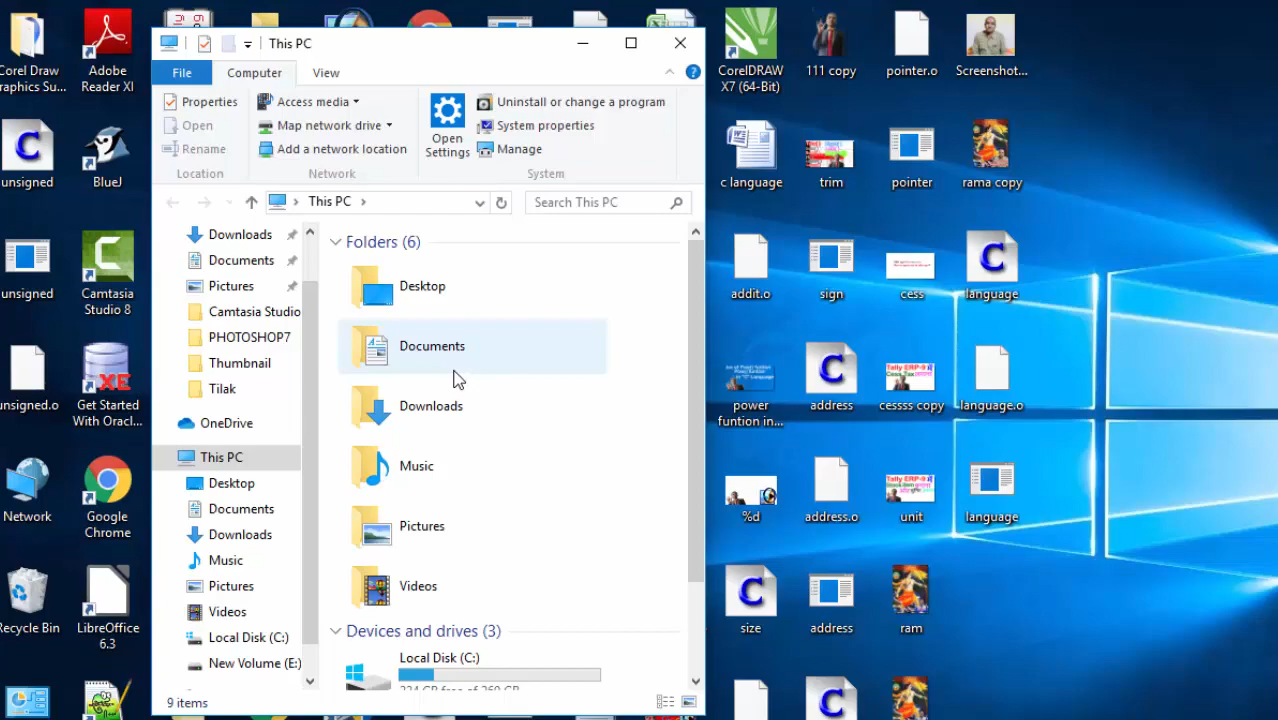 This PC
File
Computer
View
Properties
Open
Rename
Location
Access media
Map network drive
Add a network location
Network
Open
Settings
Uninstall or change a program
System properties
Manage
System
This PC
Search This PC
Downloads
Documents
Pictures
Camtasia Studio
PHOTOSHOP7
Thumbnail
Tilak
OneDrive
This PC
Desktop
Documents
Downloads
Music
Pictures
Videos
Local Disk (C:)
New Volume (E:)
Folders (6)
Desktop
Documents
Downloads
Music
Pictures
Videos
Devices and drives (3)
Local Disk (C:)
9 items
Corel Draw
raphics Su...
Adobe
Reader XI
unsigned
BlueJ
unsigned
Camtasia
Studio 8
unsigned.o
Get Started
With Oracl...
Network
Google
Chrome
Recycle Bin
LibreOffice
6.3
CorelDRAW
X7 (64-Bit)
111 copy
pointer.o
Screenshot...
c language
trim
pointer
rama copy
addit.o
sign
cess
language
power
funtion in...
address
cessss copy
language.o
%d
address.o
unit
language
size
address
ram